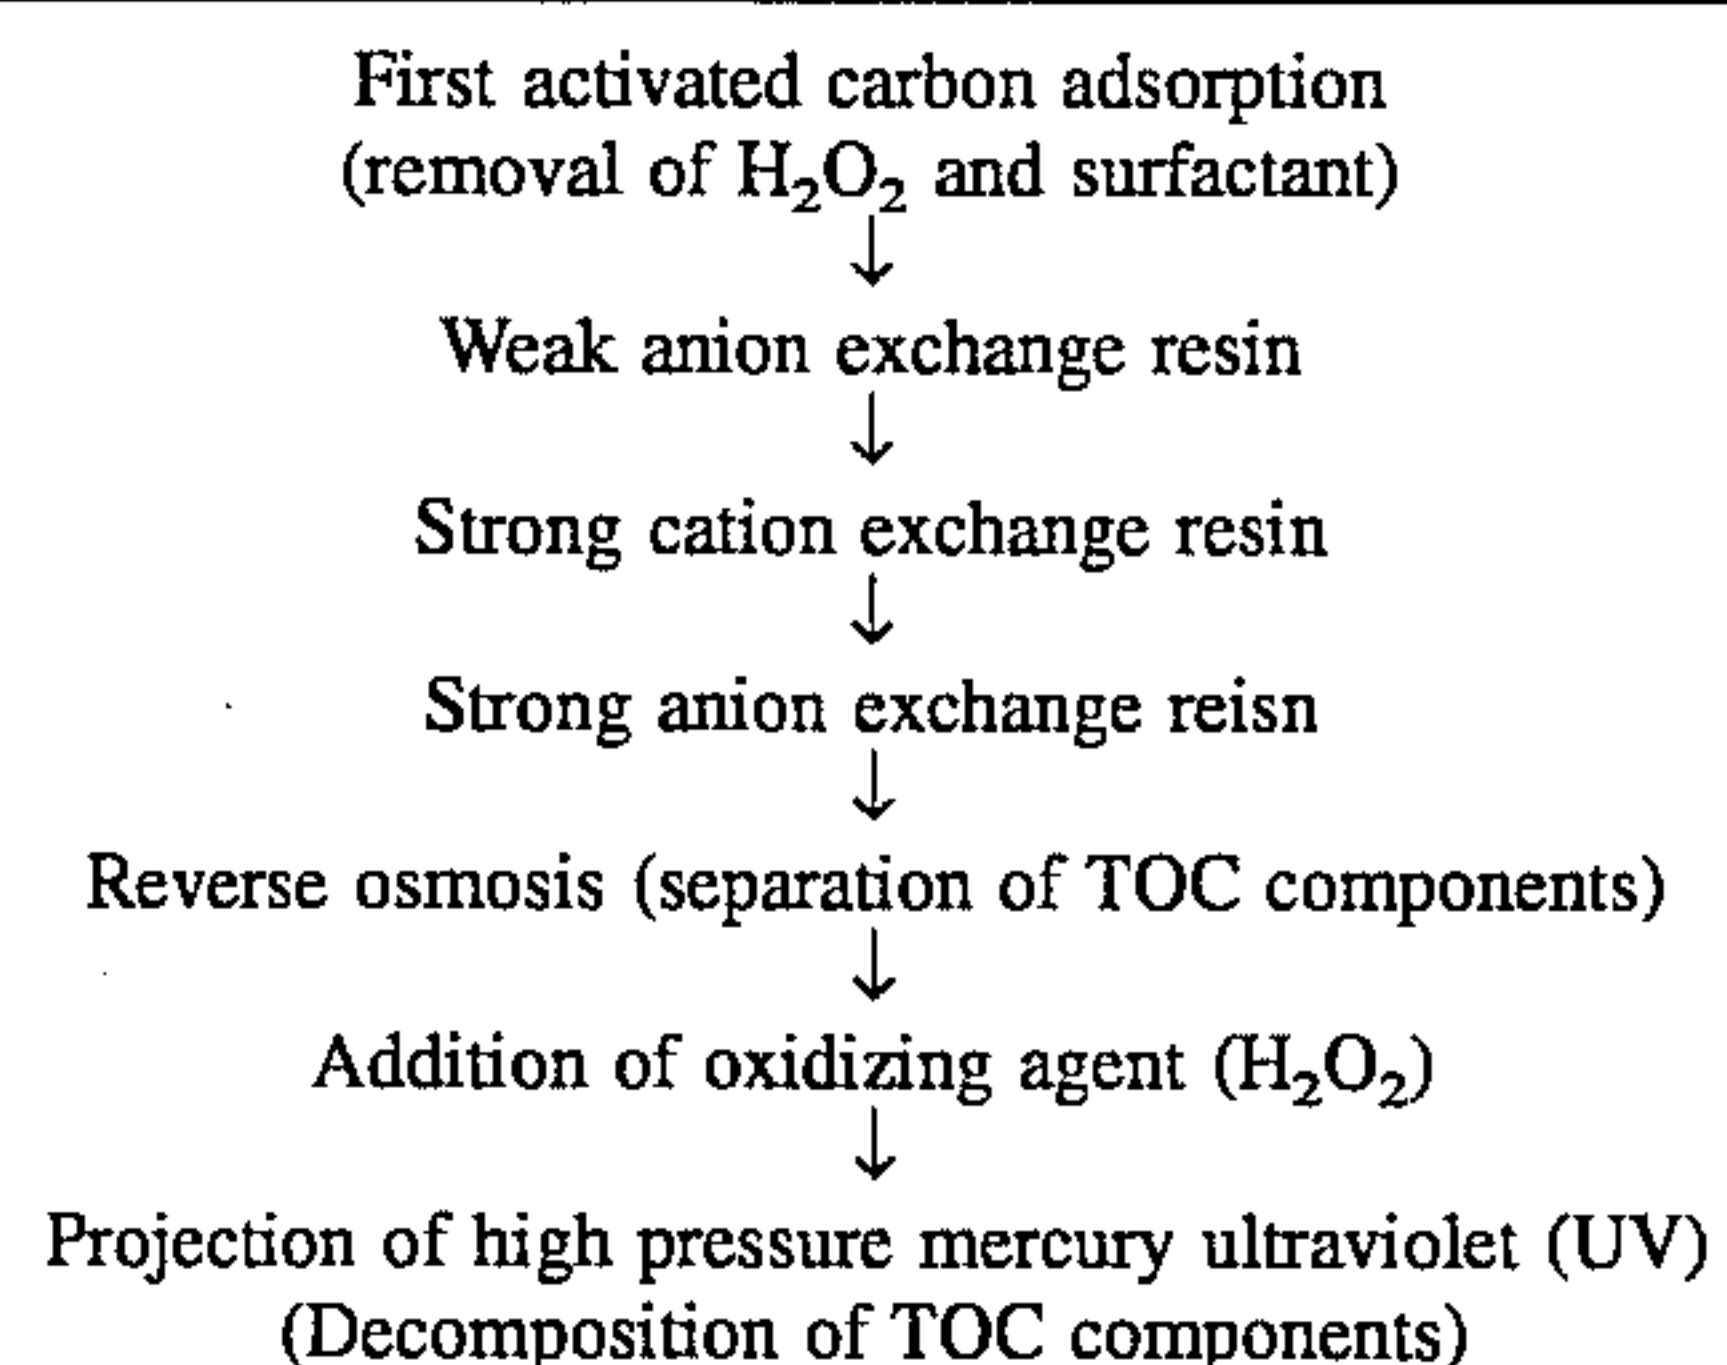 First activated carbon adsorption
(removal of H₂O₂ and surfactant)
↓
Weak anion exchange resin
↓
Strong cation exchange resin
↓
Strong anion exchange reisn
↓
Reverse osmosis (separation of TOC components)
↓
Addition of oxidizing agent (H₂O₂)
↓
Projection of high pressure mercury ultraviolet (UV)
(Decomposition of TOC components)